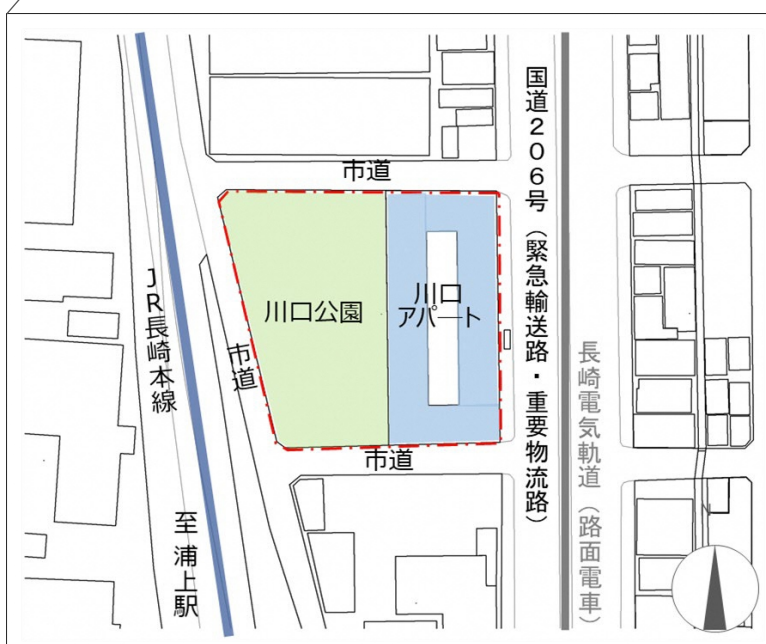 市道
国道２０６号（緊急輸送路・重要物流路）
川口公園
川口
アパート
JR長崎本線
市道
長崎電気軌道（路面電車）
市道
至 浦上駅